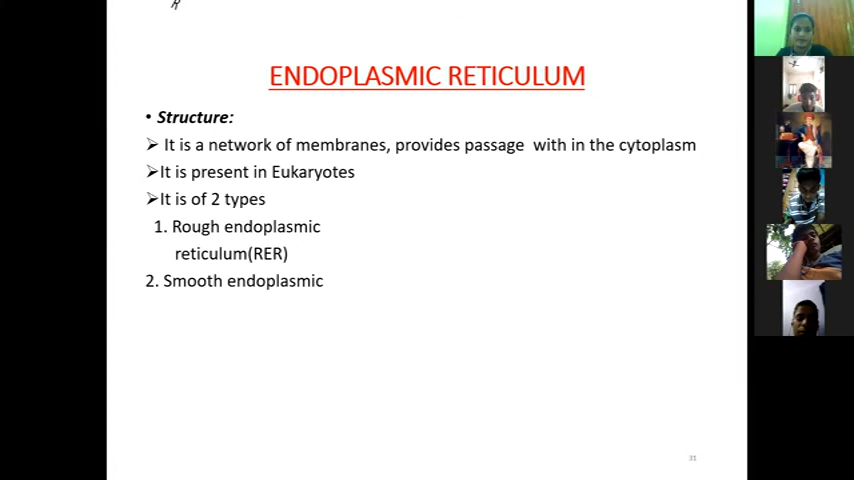 R
ENDOPLASMIC RETICULUM
• Structure:
➢ It is a network of membranes, provides passage with in the cytoplasm
➢It is present in Eukaryotes
➢It is of 2 types
1. Rough endoplasmic
reticulum(RER)
2. Smooth endoplasmic
31